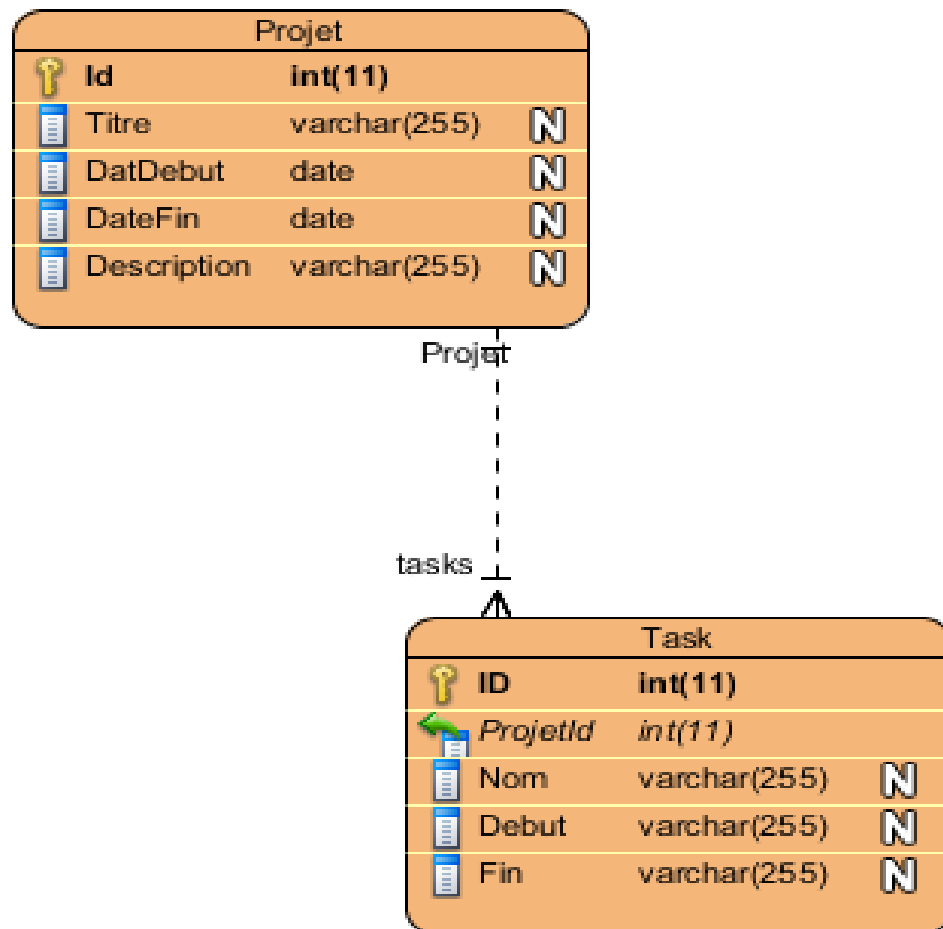 Projet
Id int(11)
Titre varchar(255) N
DatDebut date N
DateFin date N
Description varchar(255) N
Projet
tasks
Task
ID int(11)
ProjetId int(11)
Nom varchar(255) N
Debut varchar(255) N
Fin varchar(255) N